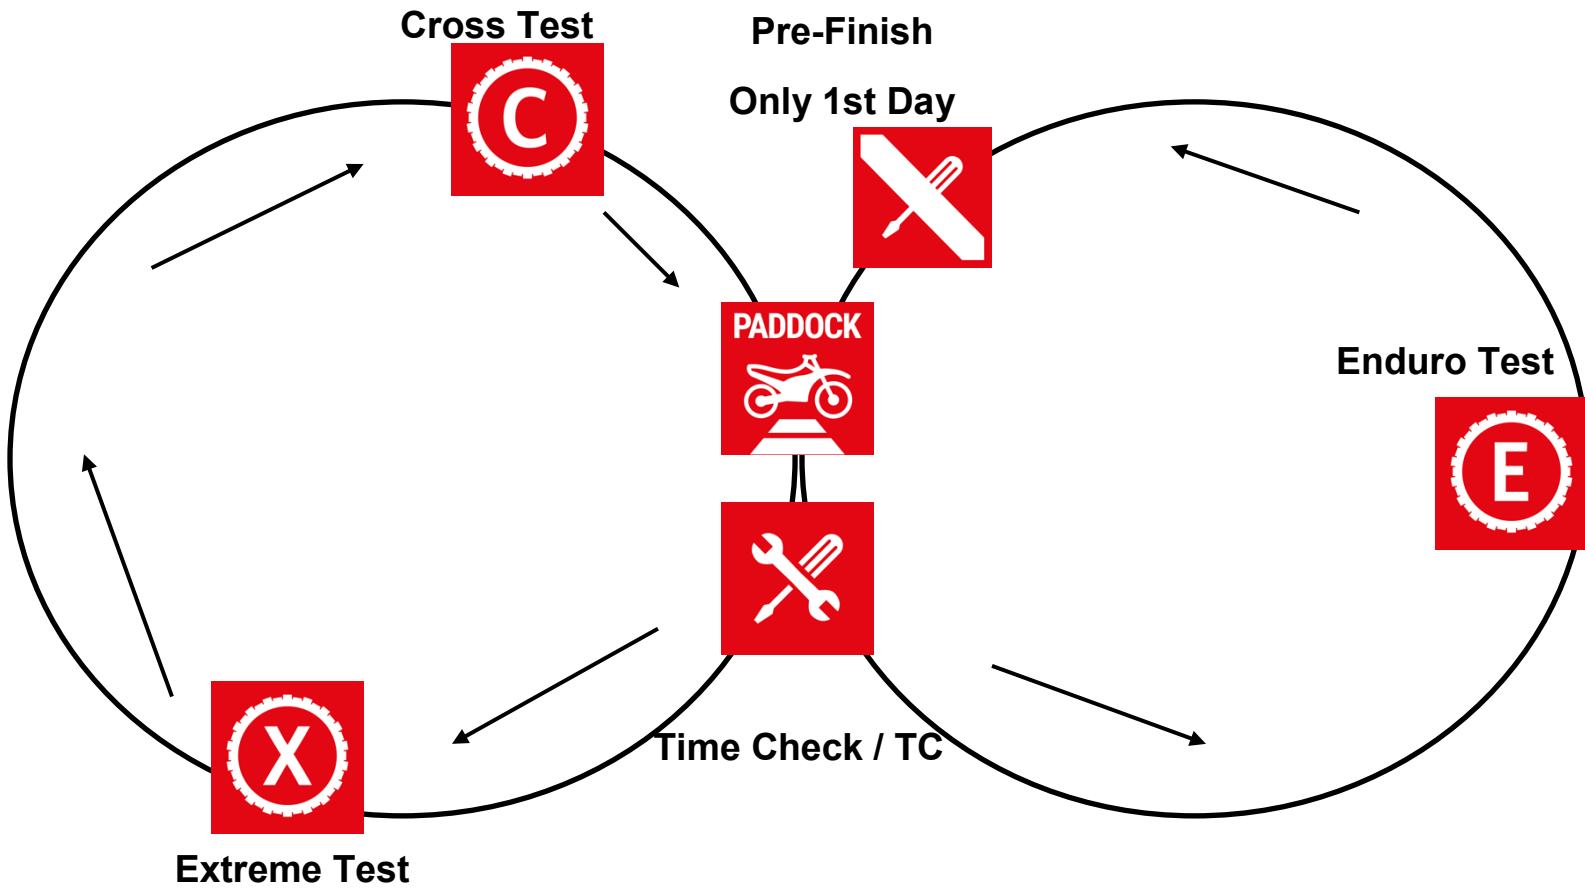 Cross Test
Pre-Finish
Only 1st Day
C
PADDOCK
Enduro Test
E
Time Check / TC
X
Extreme Test